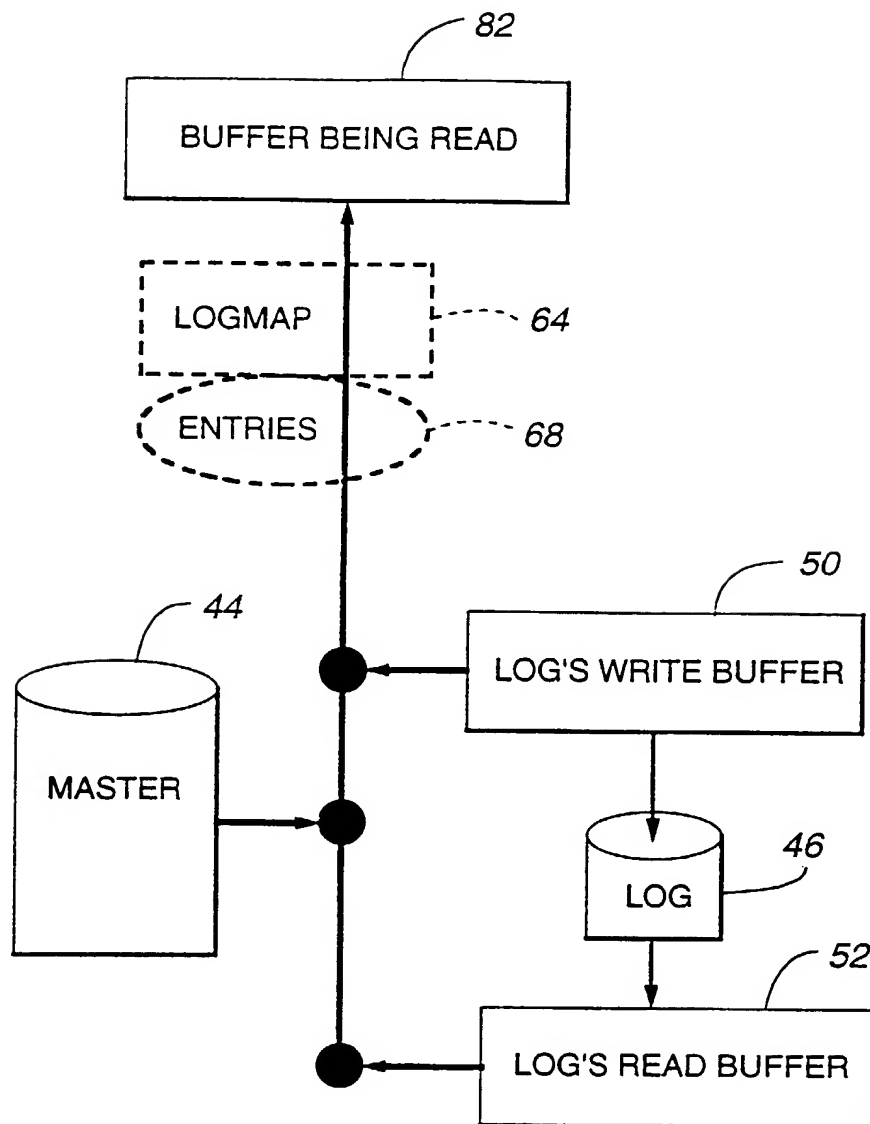 82
BUFFER BEING READ
LOGMAP
64
ENTRIES
68
50
44
LOG'S WRITE BUFFER
MASTER
46
LOG
52
LOG'S READ BUFFER